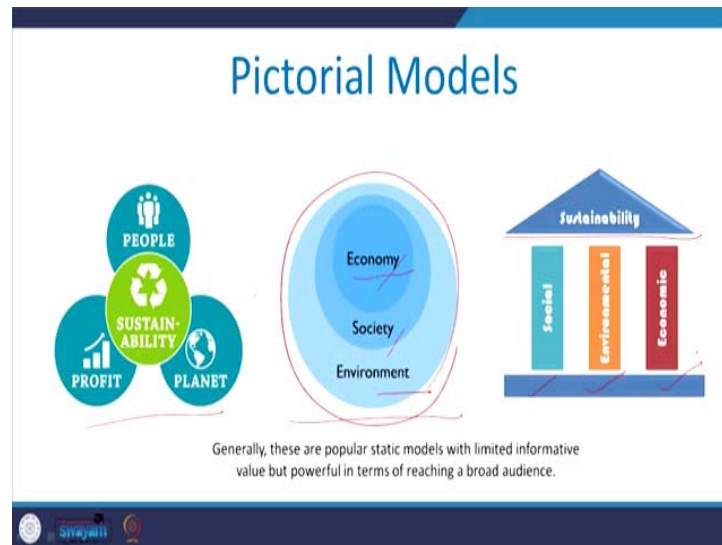 Pictorial Models
PEOPLE
SUSTAIN-
ABILITY
PROFIT
PLANET
Economy
Society
Environment
Sustainability
Social
Environmental
Economic
Generally, these are popular static models with limited informative
value but powerful in terms of reaching a broad audience.
swayam